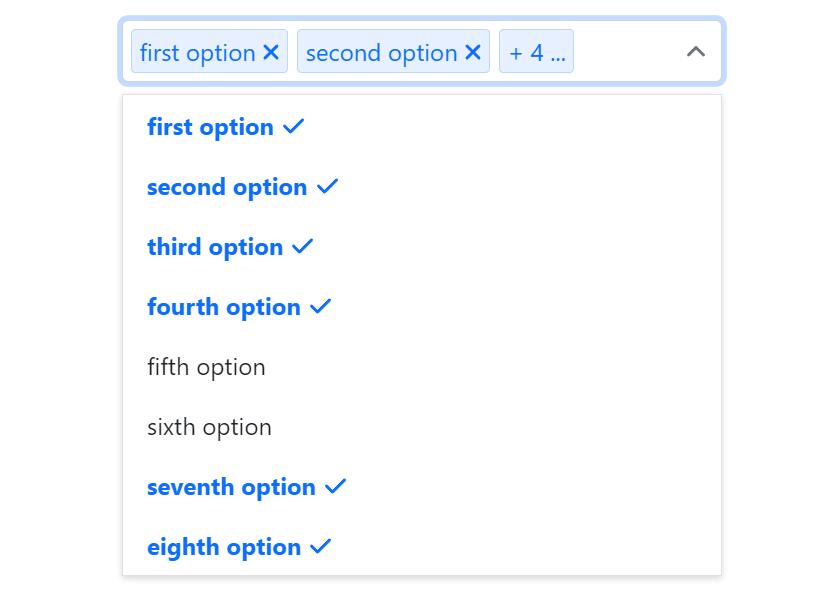 first option second option + 4 ...
first option
second option
third option
fourth option
fifth option
sixth option
seventh option
eighth option